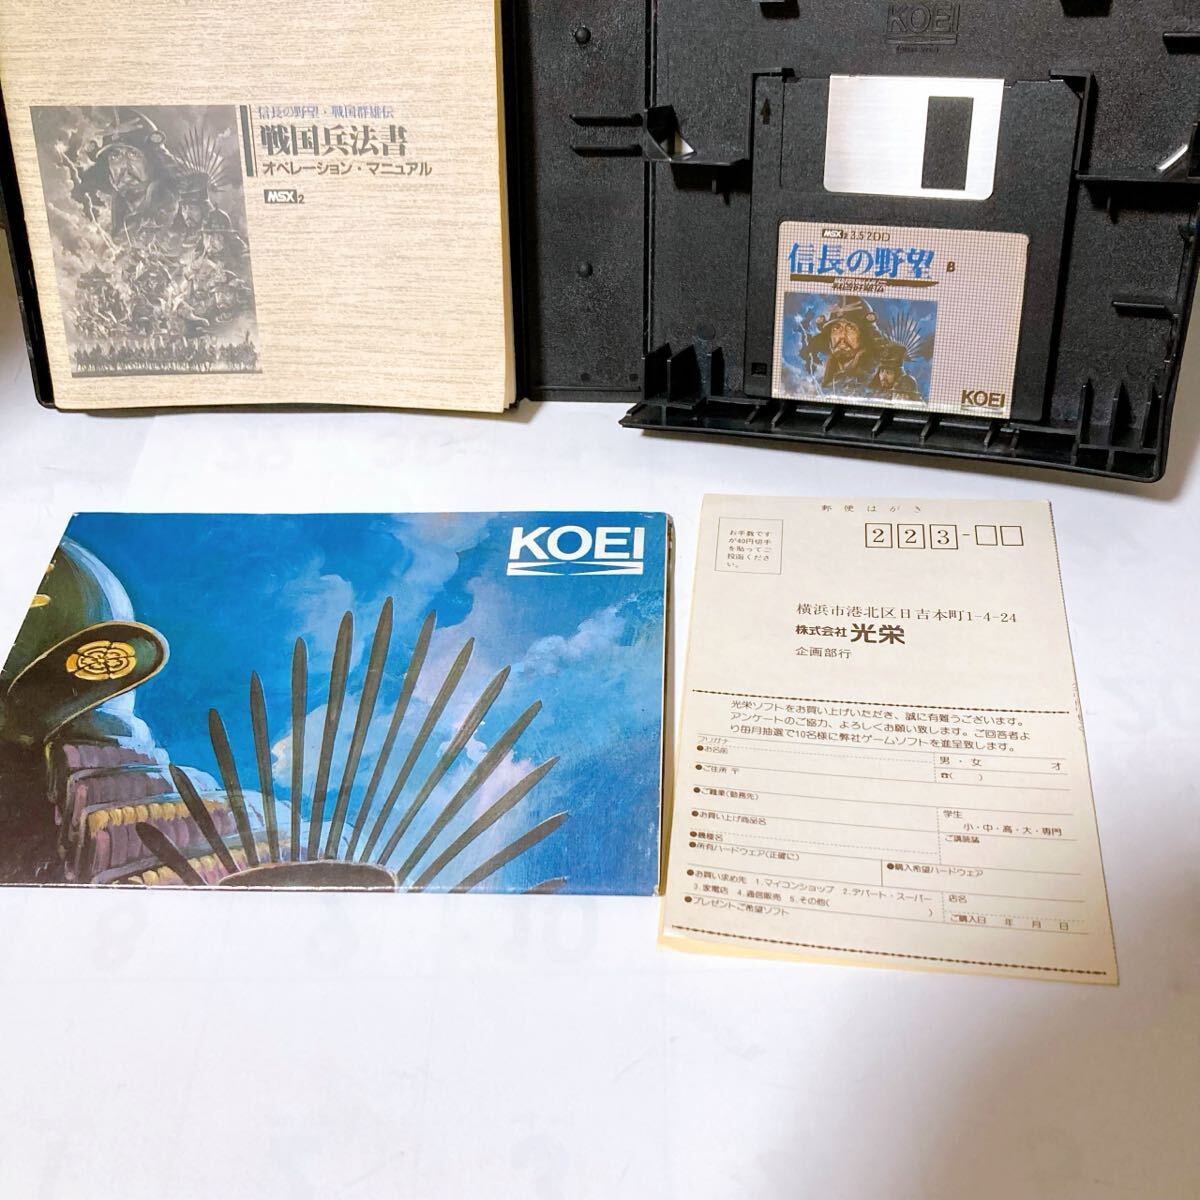 信長の野望・戦国群雄伝
戦国兵法書
オペレーション・マニュアル
MSX2
KOEI
MSX2 3.5 2DD
信長の野望 B
戦国群雄伝
KOEI
KOEI
郵便はがき
お手数です
が40円切手
を貼ってご
投函くださ
い。
223-
横浜市港北区日吉本町1-4-24
株式会社 光栄
企画部行
光栄ソフトをお買い上げいただき、誠に有難うございます。
アンケートのご協力、よろしくお願い致します。ご回答者よ
り毎月抽選で10名様に弊社ゲームソフトを進呈致します。
フリガナ
●お名前
男・女 才
●ご住所 〒
☎( )
●ご職業(勤務先)
学生
小・中・高・大・専門
●お買い上げ商品名
ご購読誌
●機種名
●所有ハードウェア(正確に)
●購入希望ハードウェア
●お買い求め先 1.マイコンショップ 2.デパート・スーパー
3.家電店 4.通信販売 5.その他( )
店名
●プレゼントご希望ソフト
ご購入日 年 月 日